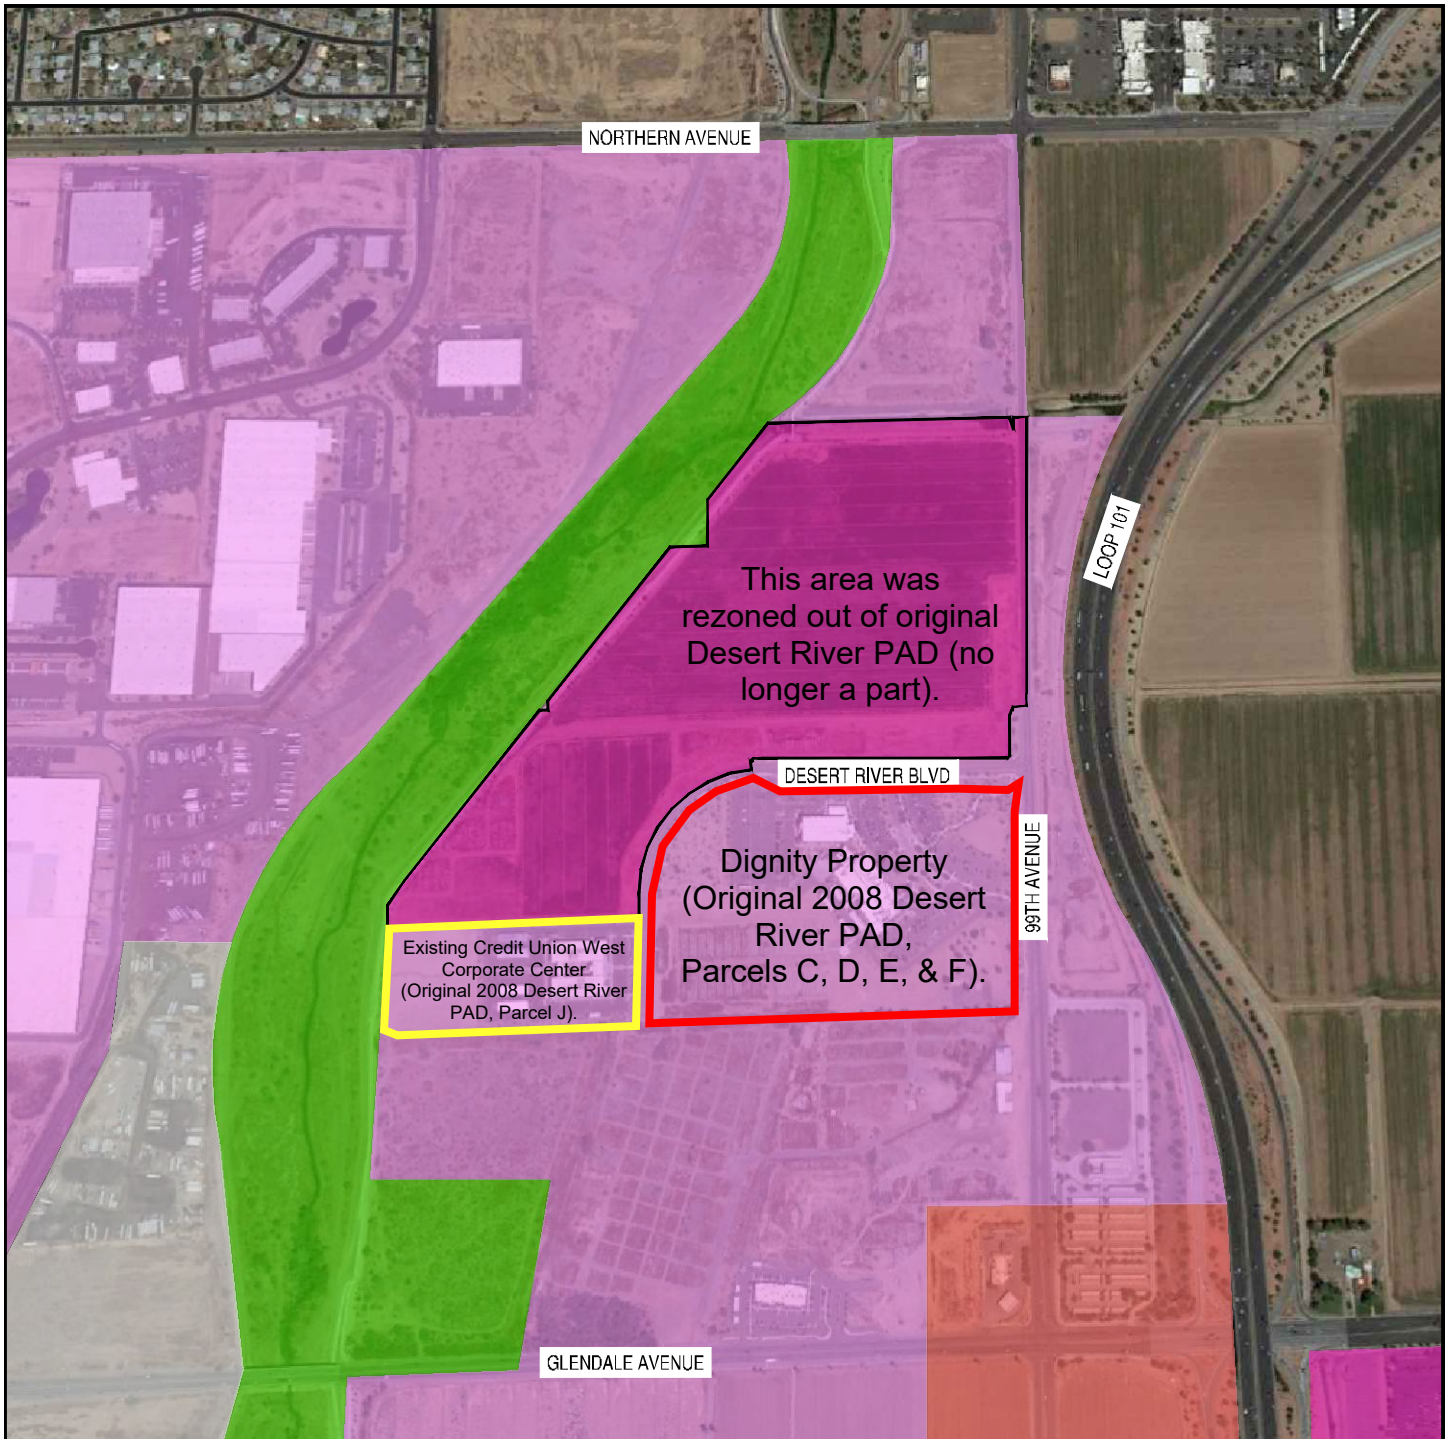 NORTHERN AVENUE
LOOP 101
This area was
rezoned out of original
Desert River PAD (no
longer a part).
DESERT RIVER BLVD
99TH AVENUE
Dignity Property
(Original 2008 Desert
River PAD,
Parcels C, D, E, & F).
Existing Credit Union West
Corporate Center
(Original 2008 Desert River
PAD, Parcel J).
GLENDALE AVENUE